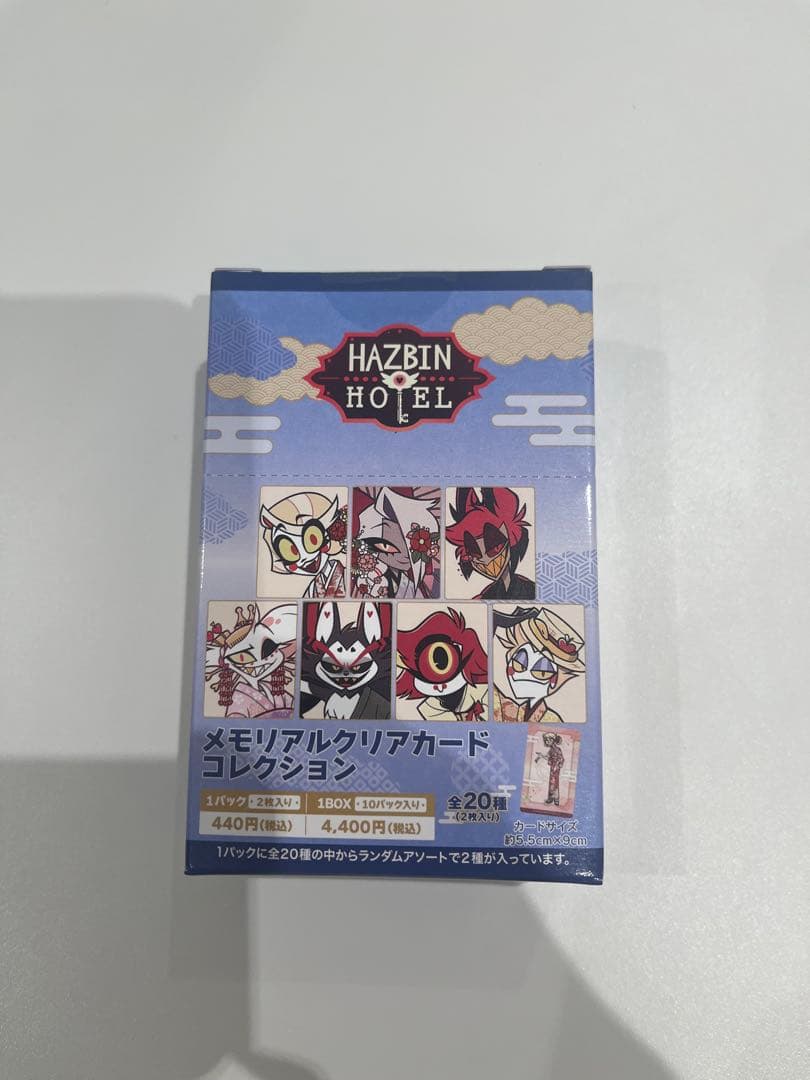 HAZBIN
HOTEL
メモリアルクリアカード
コレクション
1パック・2枚入り・
1BOX・10パック入り・
440円(税込)
4,400円(税込)
全20種
(2枚入り)
カードサイズ
約5.5cm×9cm
1パックに全20種の中からランダムアソートで2種が入っています。